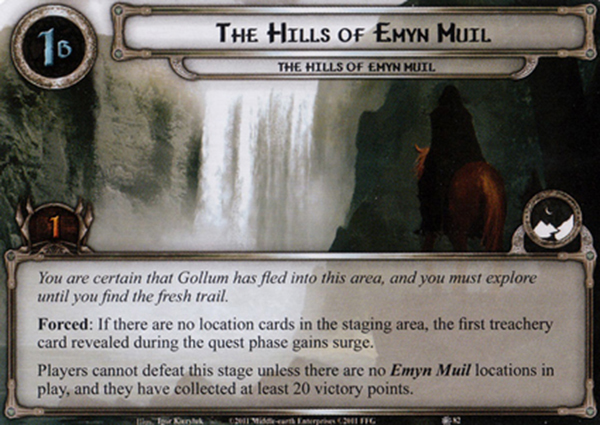 1B
THE HILLS OF EMYN MUIL
THE HILLS OF EMYN MUIL
1
You are certain that Gollum has fled into this area, and you must explore
until you find the fresh trail.
Forced: If there are no location cards in the staging area, the first treachery
card revealed during the quest phase gains surge.
Players cannot defeat this stage unless there are no Emyn Muil locations in
play, and they have collected at least 20 victory points.
Illus. Igor Kieryluk ©2011 Middle-earth Enterprises ©2011 FFG 82